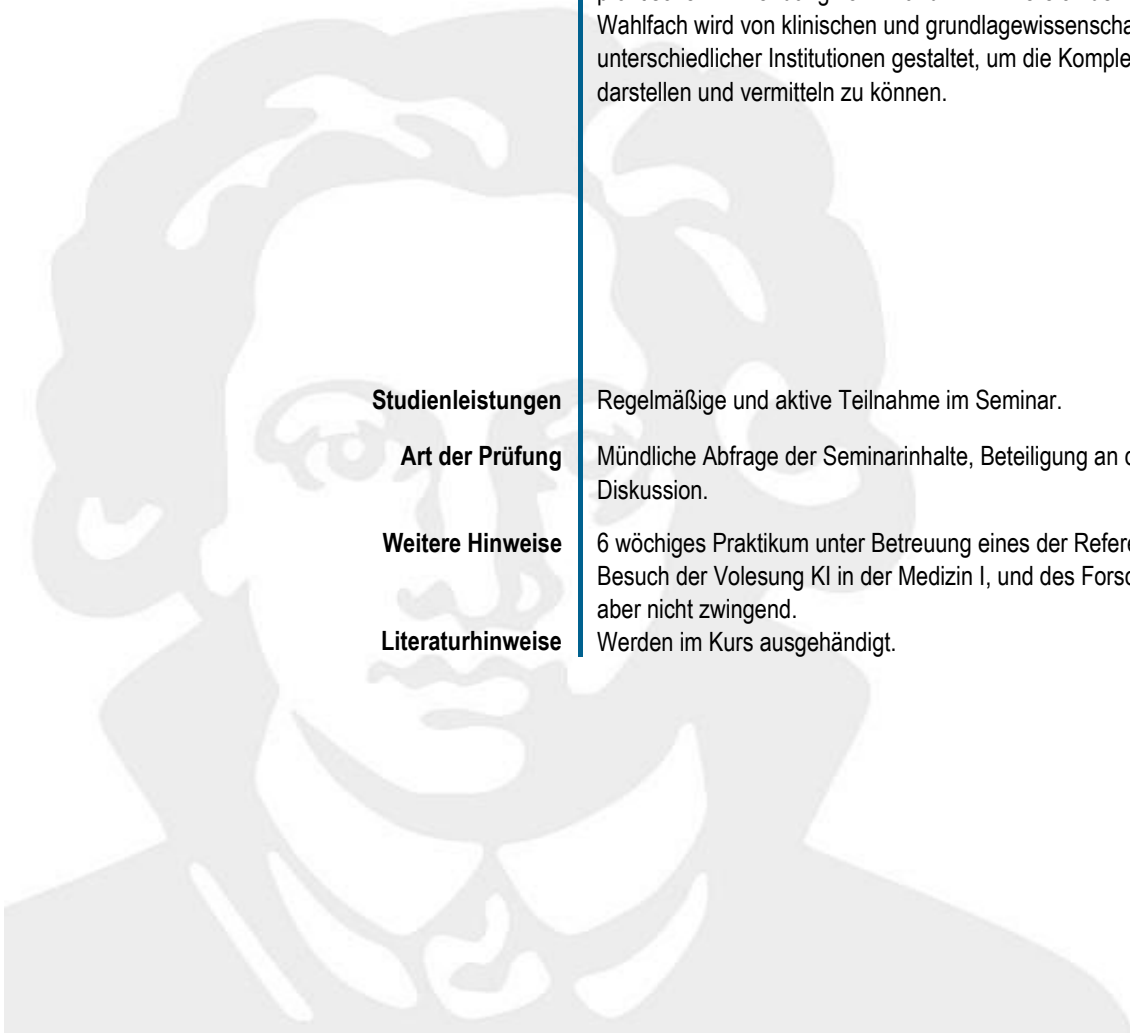 Wahlfach wird von klinischen und
unterschiedlicher Institutionen gestaltet, um die
darstellen und vermitteln zu können.
Studienleistungen Regelmäßige und aktive Teilnahme im Seminar.
Art der Prüfung Mündliche Abfrage der Seminarinhalte, Beteiligung an
Diskussion.
Weitere Hinweise 6 wöchiges Praktikum unter Betreuung eines der
Besuch der Volesung KI in der Medizin I, und des
aber nicht zwingend.
Literaturhinweise Werden im Kurs ausgehändigt.